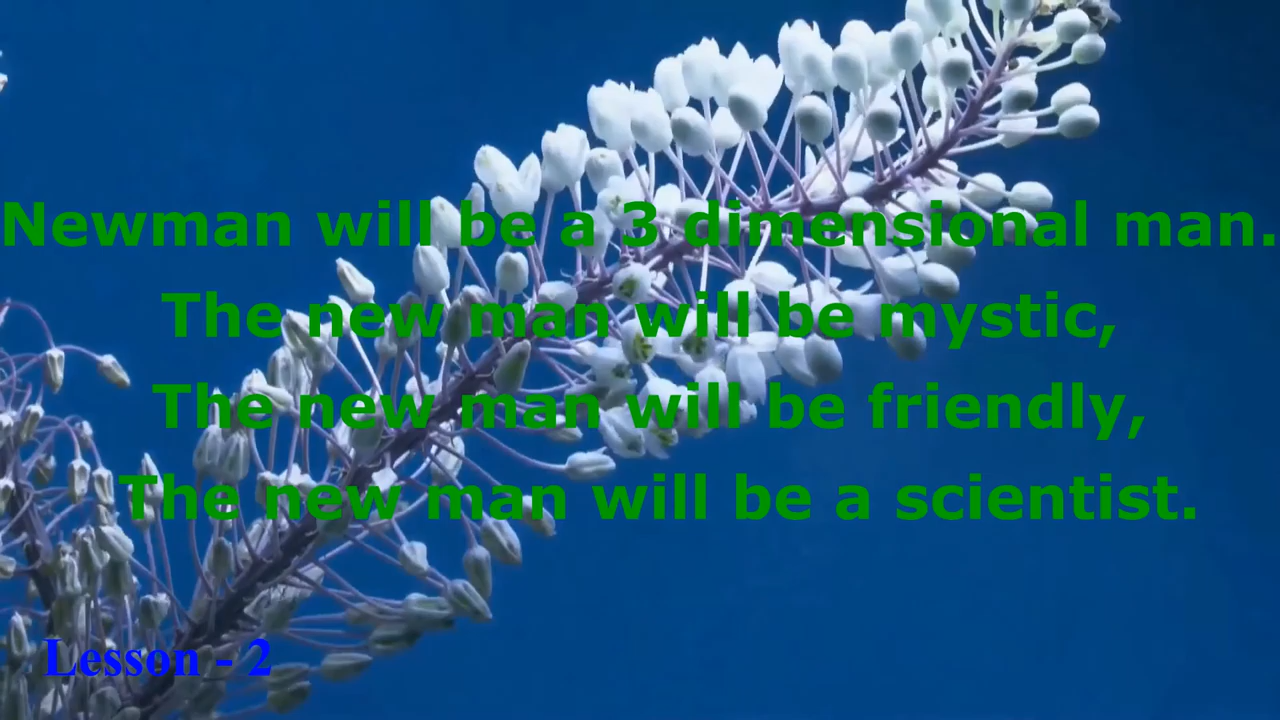 Newman will be a 3 dimensional man.
The new man will be mystic,
The new man will be friendly,
The new man will be a scientist.
Lesson - 2